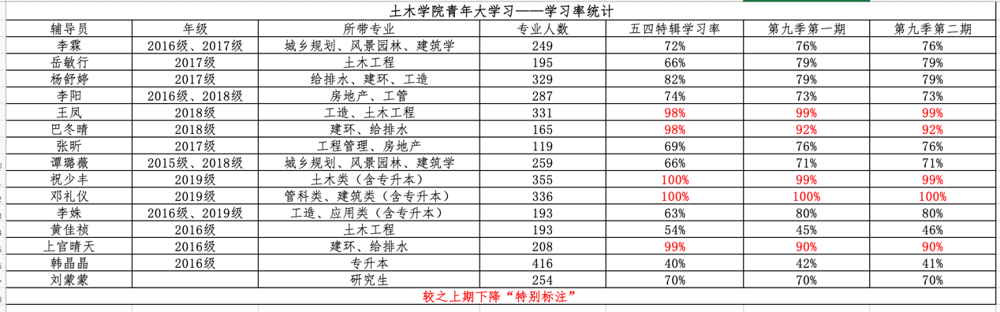 土木学院青年大学习——学习率统计
辅导员 年级 所带专业 专业人数 五四特辑学习率 第九季第一期 第九季第二期
李霖 2016级、2017级 城乡规划、风景园林、建筑学 249 72% 76% 76%
岳敏行 2017级 土木工程 195 66% 79% 79%
杨舒婷 2017级 给排水、建环、工造 329 82% 79% 79%
李阳 2016级、2018级 房地产、工管 287 74% 73% 73%
王凤 2018级 工造、土木工程 331 98% 99% 99%
巴冬晴 2018级 建环、给排水 165 98% 92% 92%
张昕 2017级 工程管理、房地产 119 69% 76% 76%
谭璐薇 2015级、2018级 城乡规划、风景园林、建筑学 259 66% 71% 71%
祝少丰 2019级 土木类（含专升本） 355 100% 99% 99%
邓礼仪 2019级 管科类、建筑类（含专升本） 336 100% 100% 100%
李姝 2016级、2019级 工造、应用类（含专升本） 193 63% 80% 80%
黄佳祯 2016级 土木工程 193 54% 45% 46%
上官晴天 2016级 建环、给排水 208 99% 90% 90%
韩晶晶 2016级 专升本 416 40% 42% 41%
刘蒙蒙 研究生 254 70% 70% 70%
较之上期下降“特别标注”